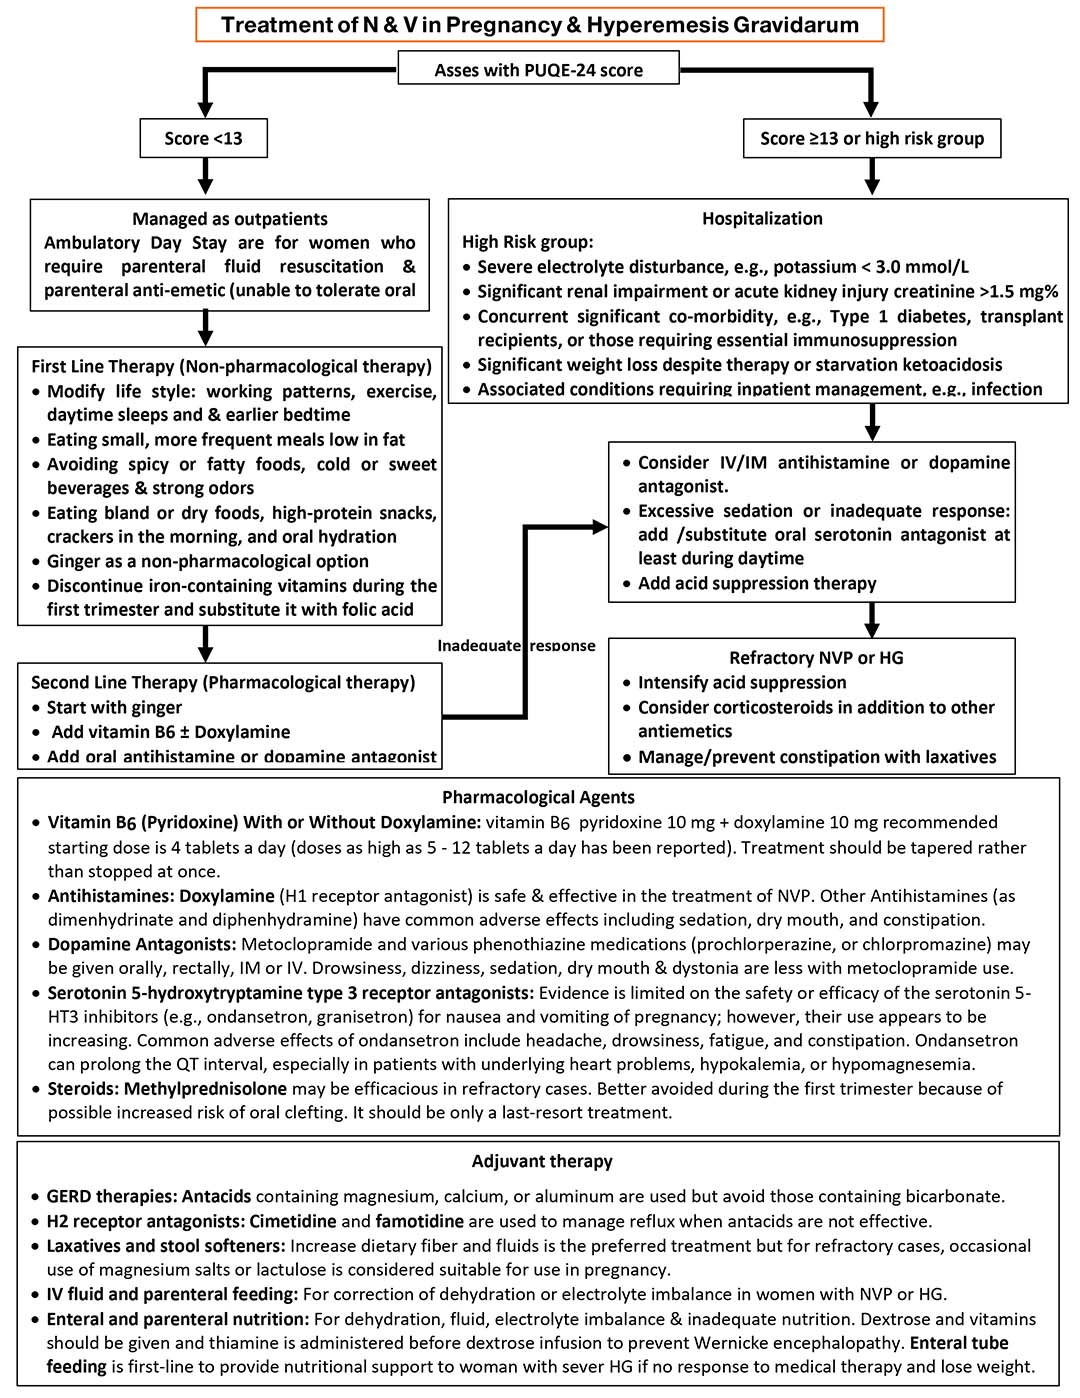 Treatment of N & V in Pregnancy & Hyperemesis Gravidarum
Asses with PUQE-24 score
Score <13
Score ≥13 or high risk group
Managed as outpatients
Ambulatory Day Stay are for women who
require parenteral fluid resuscitation &
parenteral anti-emetic (unable to tolerate oral
Hospitalization
High Risk group:
• Severe electrolyte disturbance, e.g., potassium < 3.0 mmo/L
• Significant renal impairment or acute kidney injury creatinine >1.5 mg%
• Concurrent significant co-morbidity, e.g., Type 1 diabetes, transplant
recipients, or those requiring essential immunosuppression
• Significant weight loss despite therapy or starvation ketoacidosis
• Associated conditions requiring inpatient management, e.g., infection
First Line Therapy (Non-pharmacological therapy)
• Modify life style: working patterns, exercise,
daytime sleeps and & earlier bedtime
• Eating small, more frequent meals low in fat
• Avoiding spicy or fatty foods, cold or sweet
beverages & strong odors
• Eating bland or dry foods, high-protein snacks,
crackers in the morning, and oral hydration
• Ginger as a non-pharmacological option
• Discontinue iron-containing vitamins during the
first trimester and substitute it with folic acid
• Consider IV/IM antihistamine or dopamine
antagonist.
• Excessive sedation or inadequate response:
add /substitute oral serotonin antagonist at
least during daytime
• Add acid suppression therapy
Inadequate response
Second Line Therapy (Pharmacological therapy)
• Start with ginger
• Add vitamin B6 ± Doxylamine
• Add oral antihistamine or dopamine antagonist
Refractory NVP or HG
• Intensify acid suppression
• Consider corticosteroids in addition to other
antiemetics
• Manage/prevent constipation with laxatives
Pharmacological Agents
• Vitamin B6 (Pyridoxine) With or Without Doxylamine: vitamin B6 pyridoxine 10 mg + doxylamine 10 mg recommended
starting dose is 4 tablets a day (doses as high as 5 - 12 tablets a day has been reported). Treatment should be tapered rather
than stopped at once.
• Antihistamines: Doxylamine (H1 receptor antagonist) is safe & effective in the treatment of NVP. Other Antihistamines (as
dimenhydrinate and diphenhydramine) have common adverse effects including sedation, dry mouth, and constipation.
• Dopamine Antagonists: Metoclopramide and various phenothiazine medications (prochlorperazine, or chlorpromazine) may
be given orally, rectally, IM or IV. Drowsiness, dizziness, sedation, dry mouth & dystonia are less with metoclopramide use.
• Serotonin 5-hydroxytryptamine type 3 receptor antagonists: Evidence is limited on the safety or efficacy of the serotonin 5-
HT3 inhibitors (e.g., ondansetron, granisetron) for nausea and vomiting of pregnancy; however, their use appears to be
increasing. Common adverse effects of ondansetron include headache, drowsiness, fatigue, and constipation. Ondansetron
can prolong the QT interval, especially in patients with underlying heart problems, hypokalemia, or hypomagnesemia.
• Steroids: Methylprednisolone may be efficacious in refractory cases. Better avoided during the first trimester because of
possible increased risk of oral clefting. It should be only a last-resort treatment.
Adjuvant therapy
• GERD therapies: Antacids containing magnesium, calcium, or aluminum are used but avoid those containing bicarbonate.
• H2 receptor antagonists: Cimetidine and famotidine are used to manage reflux when antacids are not effective.
• Laxatives and stool softeners: Increase dietary fiber and fluids is the preferred treatment but for refractory cases, occasional
use of magnesium salts or lactulose is considered suitable for use in pregnancy.
• IV fluid and parenteral feeding: For correction of dehydration or electrolyte imbalance in women with NVP or HG.
• Enteral and parenteral nutrition: For dehydration, fluid, electrolyte imbalance & inadequate nutrition. Dextrose and vitamins
should be given and thiamine is administered before dextrose infusion to prevent Wernicke encephalopathy. Enteral tube
feeding is first-line to provide nutritional support to woman with sever HG if no response to medical therapy and lose weight.